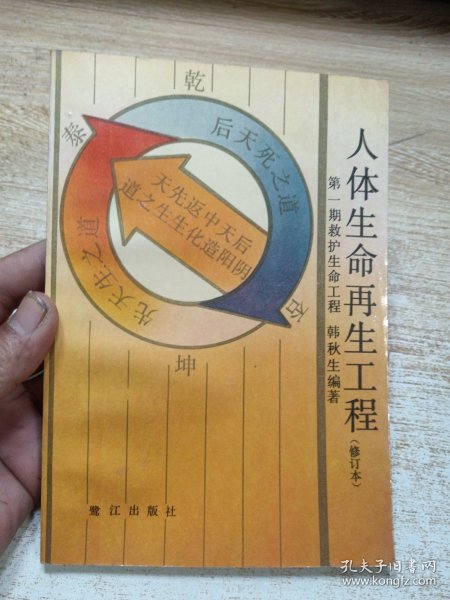 人体生命再生工程（修订本）
第一期救护生命工程 韩秋生编著
乾
后天死之道
泰
后天中返先天
阴阳造化生生之道
否
先天生之道
坤
鹭江出版社
孔夫子旧书网
www.kongfz.com